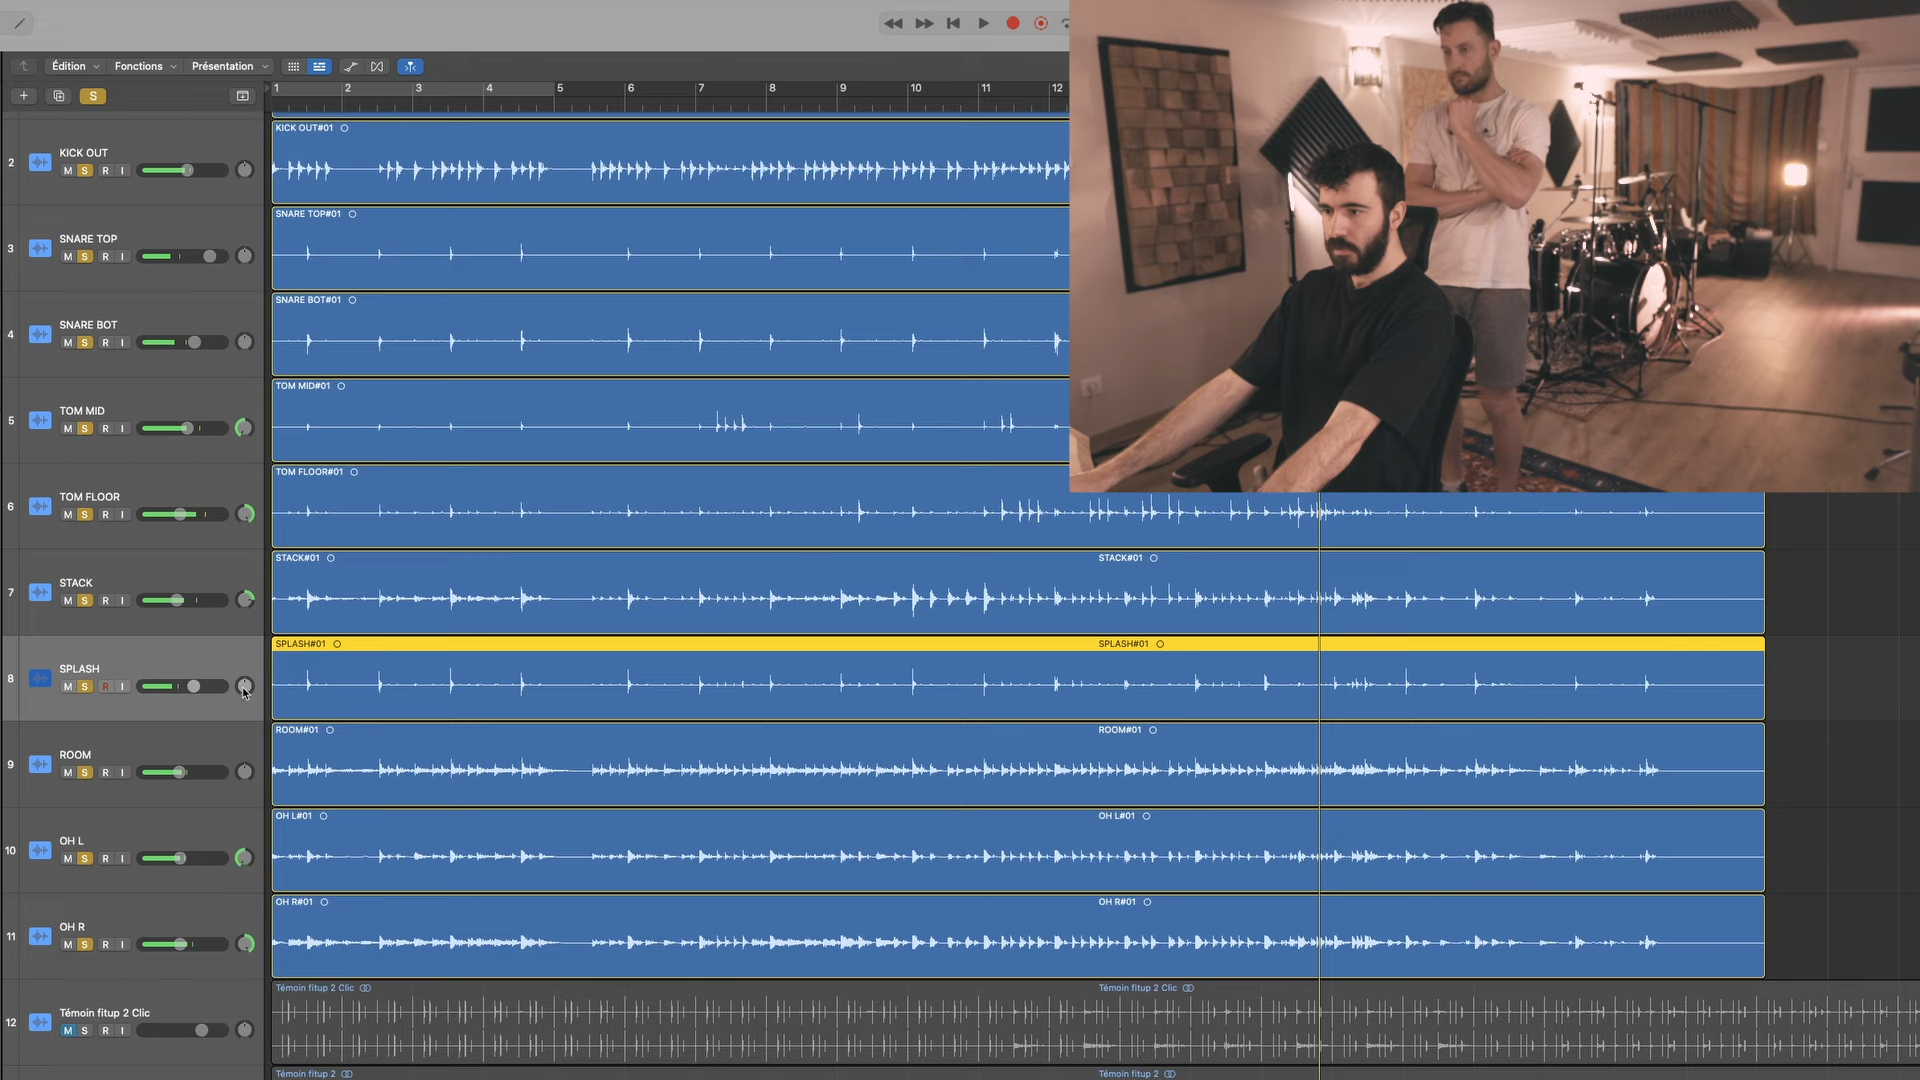 Édition
Fonctions
Présentation
+
S
1 2 3 4 5 6 7 8 9 10 11 12
2
KICK OUT
M S R I
KICK OUT#01
3
SNARE TOP
M S R I
SNARE TOP#01
4
SNARE BOT
M S R I
SNARE BOT#01
5
TOM MID
M S R I
TOM MID#01
6
TOM FLOOR
M S R I
TOM FLOOR#01
7
STACK
M S R I
STACK#01
STACK#01
8
SPLASH
M S R I
SPLASH#01
SPLASH#01
9
ROOM
M S R I
ROOM#01
ROOM#01
10
OH L
M S R I
OH L#01
OH L#01
11
OH R
M S R I
OH R#01
OH R#01
12
Témoin fitup 2 Clic
M S R I
Témoin fitup 2 Clic
Témoin fitup 2 Clic
Témoin fitup 2
Témoin fitup 2